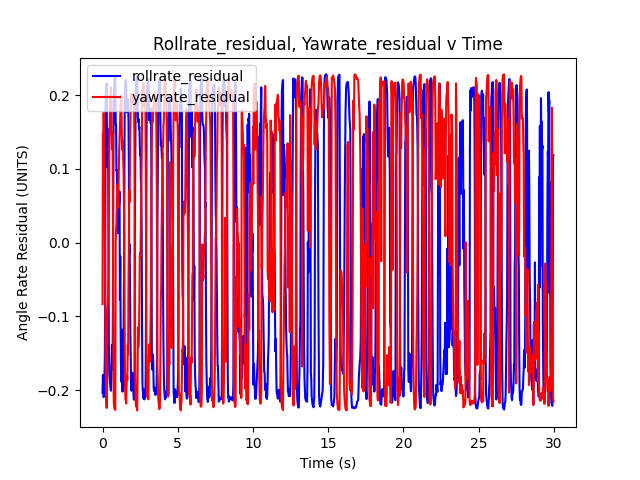 Rollrate_residual, Yawrate_residual v Time
rollrate_residual
yawrate_residual
Angle Rate Residual (UNITS)
0.2
0.1
0.0
−0.1
−0.2
0
5
10
15
20
25
30
Time (s)